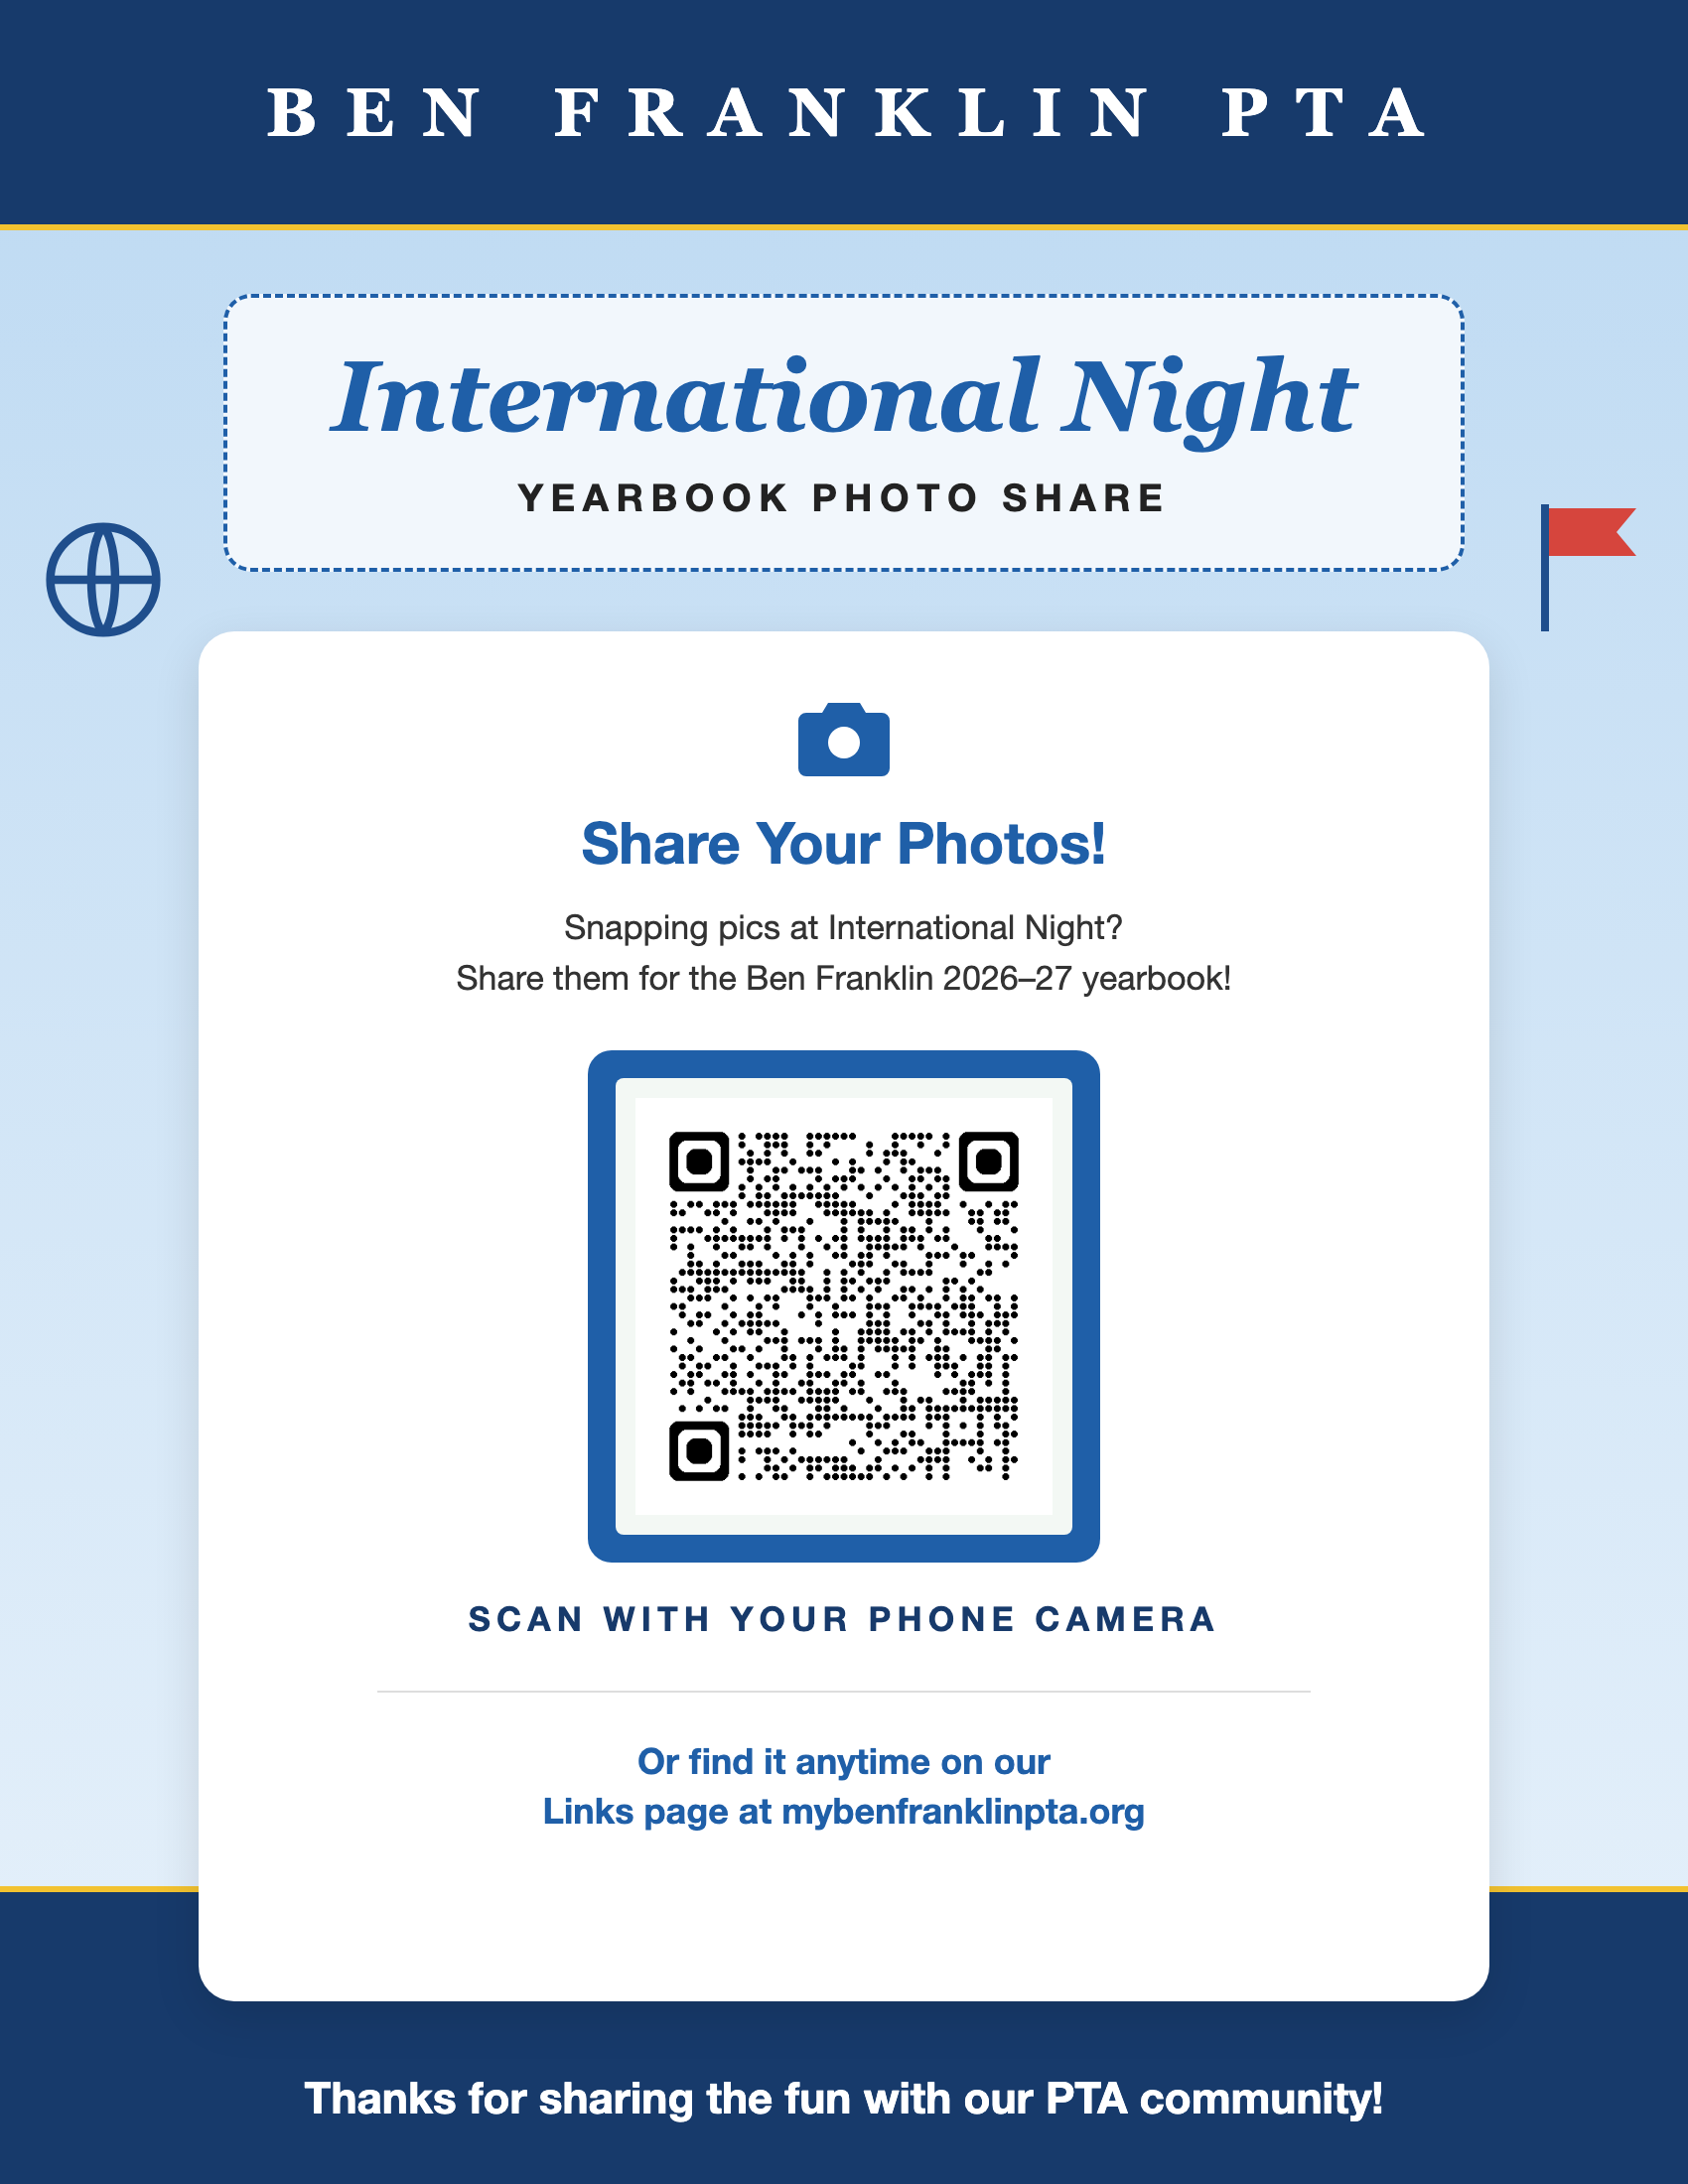 BEN FRANKLIN PTA
International Night
YEARBOOK PHOTO SHARE
Share Your Photos!
Snapping pics at International Night?
Share them for the Ben Franklin 2026–27 yearbook!
SCAN WITH YOUR PHONE CAMERA
Or find it anytime on our
Links page at mybenfranklinpta.org
Thanks for sharing the fun with our PTA community!